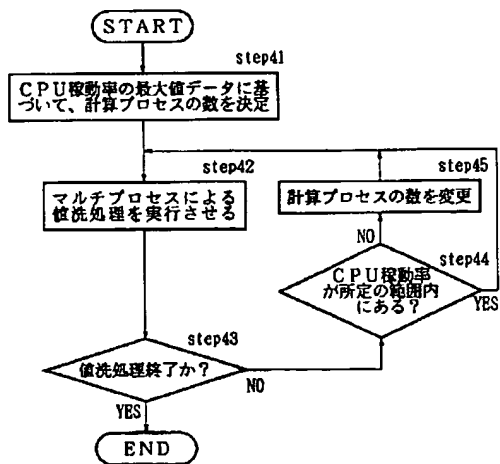 START
step41
CPU稼動率の最大値データに基
づいて、計算プロセスの数を決定
step42
マルチプロセスによる
値洗処理を実行させる
step45
計算プロセスの数を変更
NO
step44
CPU稼動率
が所定の範囲内
にある?
YES
step43
値洗処理終了か?
NO
YES
END